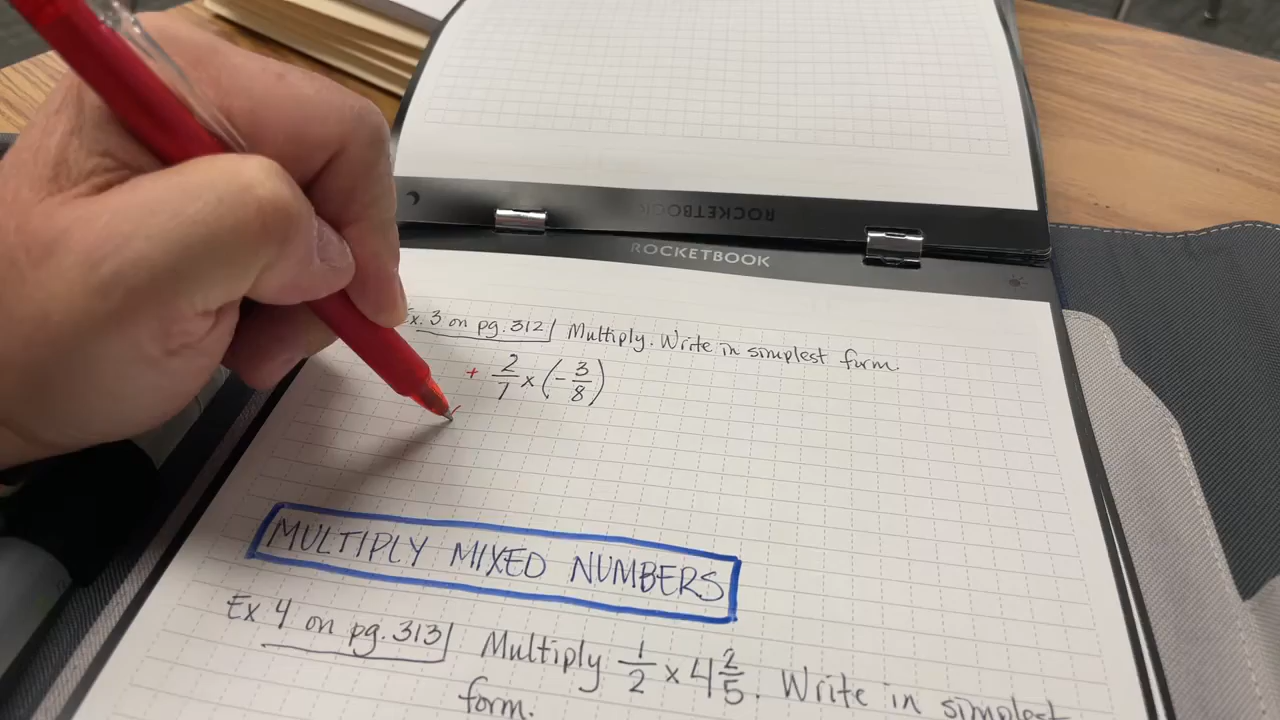 ROCKETBOOK
ROCKETBOOK
Ex. 3 on pg. 312 Multiply. Write in simplest form.
+ 2/7 × (-3/8)
MULTIPLY MIXED NUMBERS
Ex 4 on pg. 313 Multiply 1/2 × 4 2/5. Write in simplest
form.